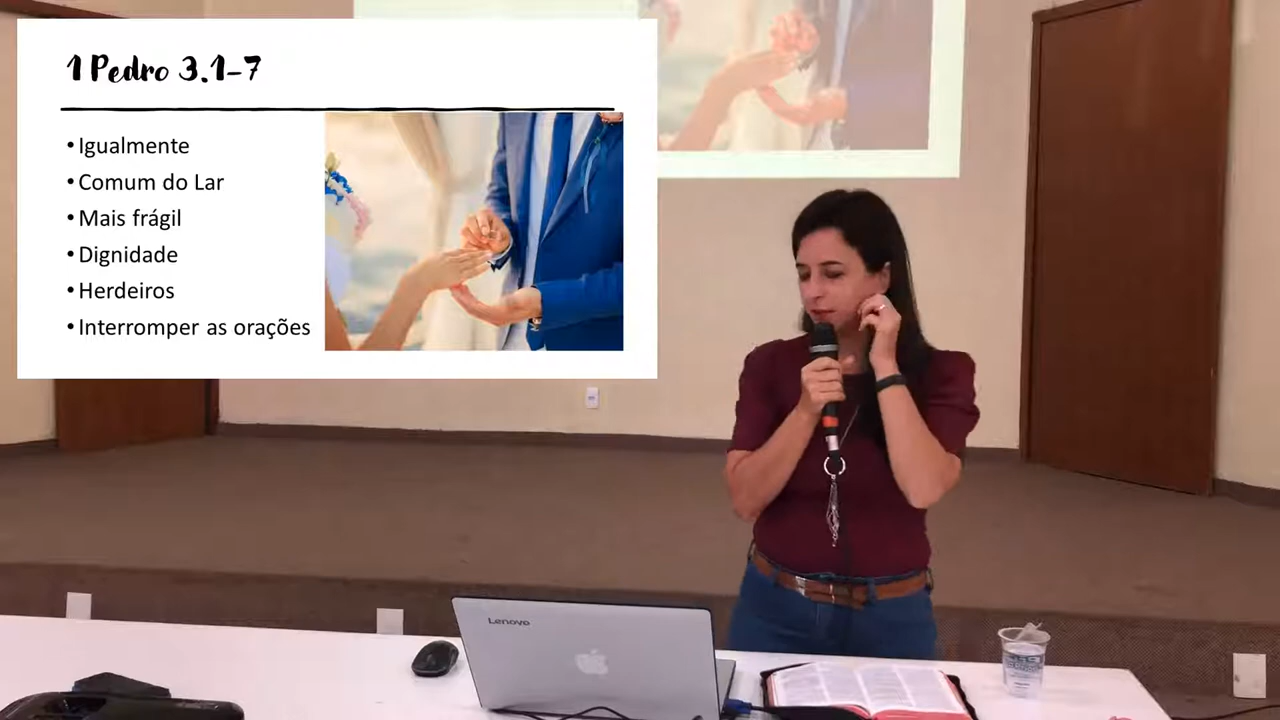 1 Pedro 3.1-7
• Igualmente
• Comum do Lar
• Mais frágil
• Dignidade
• Herdeiros
• Interromper as orações
Lenovo